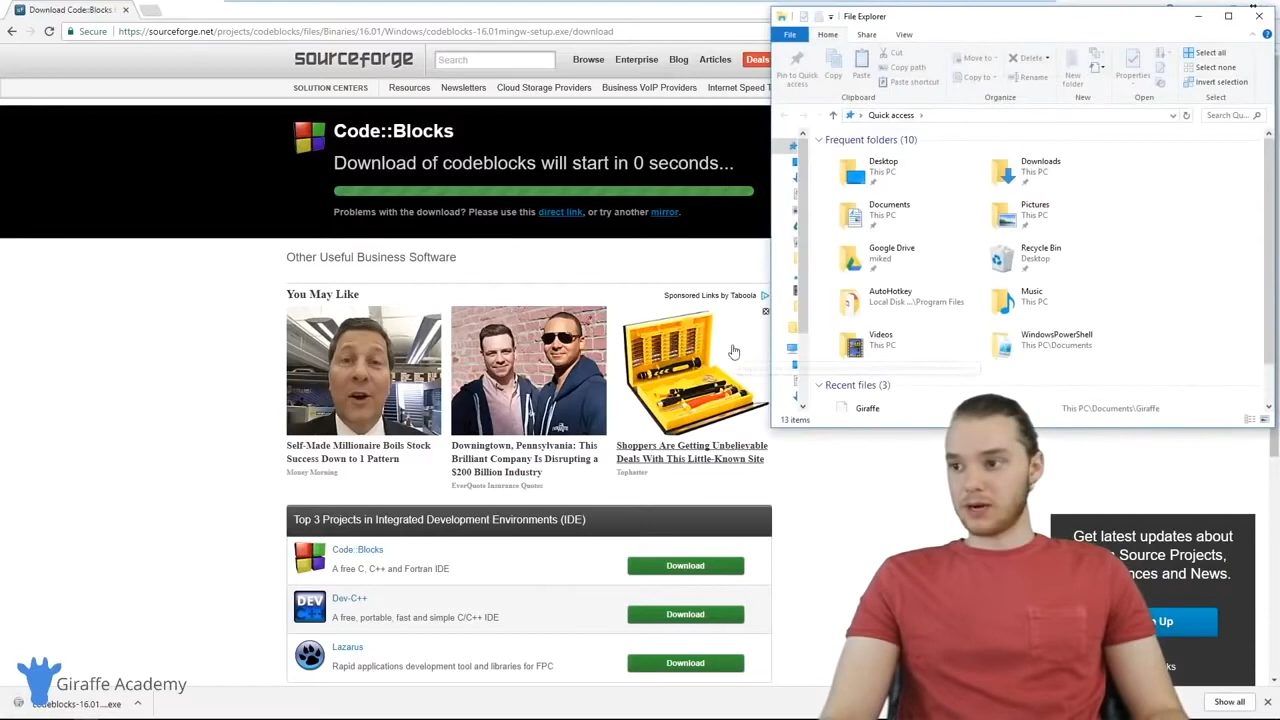 Download Code::Blocks
Secure
https://sourceforge.net/projects/codeblocks/files/Binaries/16.01/Windows/codeblocks-16.01mingw-setup.exe/download
sourceforge
Search
Browse
Enterprise
Blog
Articles
Deals
SOLUTION CENTERS
Resources
Newsletters
Cloud Storage Providers
Business VoIP Providers
Internet Speed T
Code::Blocks
Download of codeblocks will start in 0 seconds...
Problems with the download? Please use this direct link, or try another mirror.
Other Useful Business Software
You May Like
Sponsored Links by Taboola
Self-Made Millionaire Boils Stock
Success Down to 1 Pattern
Money Morning
Downingtown, Pennsylvania: This
Brilliant Company Is Disrupting a
$200 Billion Industry
EverQuote Insurance Quotes
Shoppers Are Getting Unbelievable
Deals With This Little-Known Site
Tophatter
Top 3 Projects in Integrated Development Environments (IDE)
Code::Blocks
A free C, C++ and Fortran IDE
Download
DEV
C++
Dev-C++
A free, portable, fast and simple C/C++ IDE
Download
Lazarus
Rapid applications development tool and libraries for FPC
Download
File Explorer
File
Home
Share
View
Pin to Quick
access
Copy
Paste
Cut
Copy path
Paste shortcut
Clipboard
Move to
Copy to
Delete
Rename
Organize
New
folder
New
Properties
Open
Select all
Select none
Invert selection
Select
Quick access
Search Qu...
Frequent folders (10)
Desktop
This PC
Downloads
This PC
Documents
This PC
Pictures
This PC
Google Drive
miked
Recycle Bin
Desktop
AutoHotkey
Local Disk ...\Program Files
Music
This PC
Videos
This PC
WindowsPowerShell
This PC\Documents
Recent files (3)
Giraffe
This PC\Documents\Giraffe
13 items
Get latest updates about
Source Projects,
nces and News.
Up
ks
Giraffe Academy
codeblocks-16.01....exe
Show all